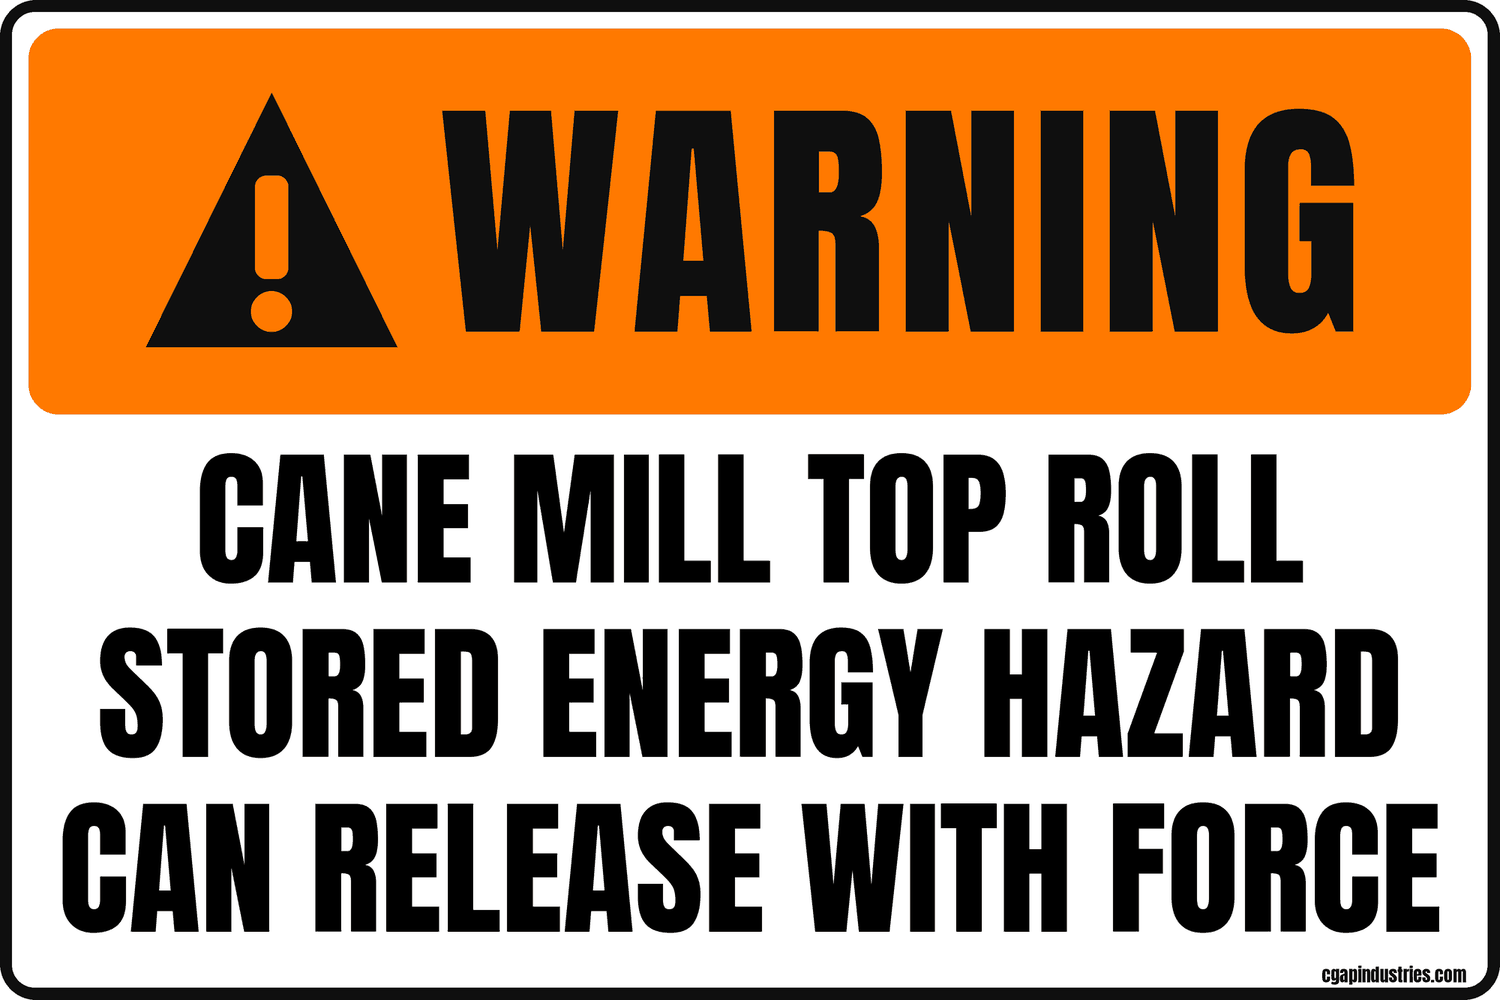 WARNING
CANE MILL TOP ROLL
STORED ENERGY HAZARD
CAN RELEASE WITH FORCE
cgapindustries.com